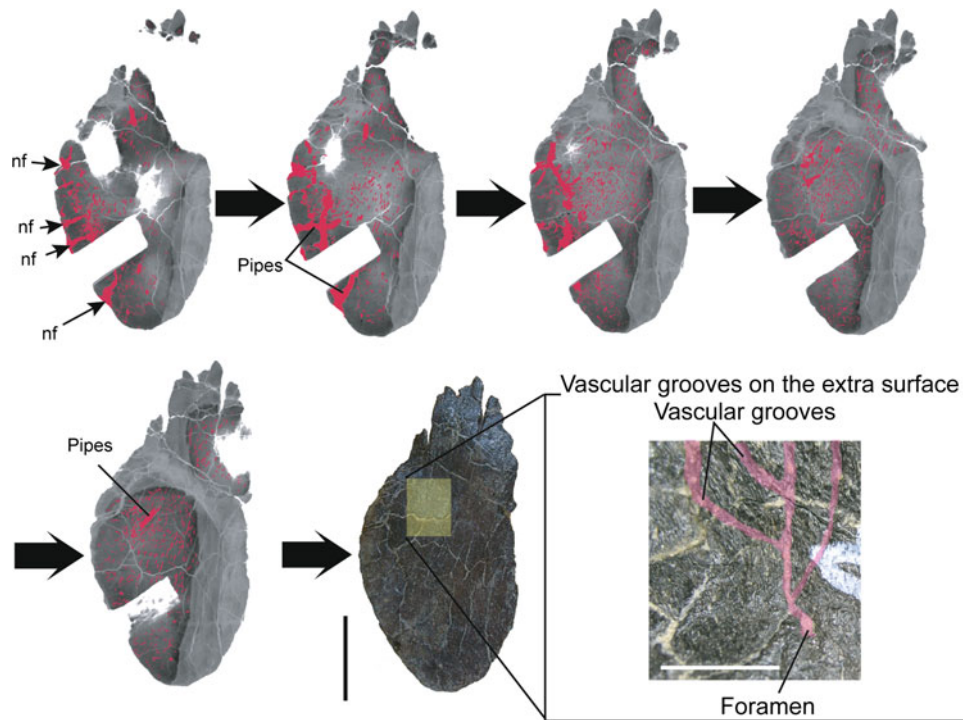 nf
nf
nf
nf
Pipes
Pipes
Vascular grooves on the extra surface
Vascular grooves
Foramen